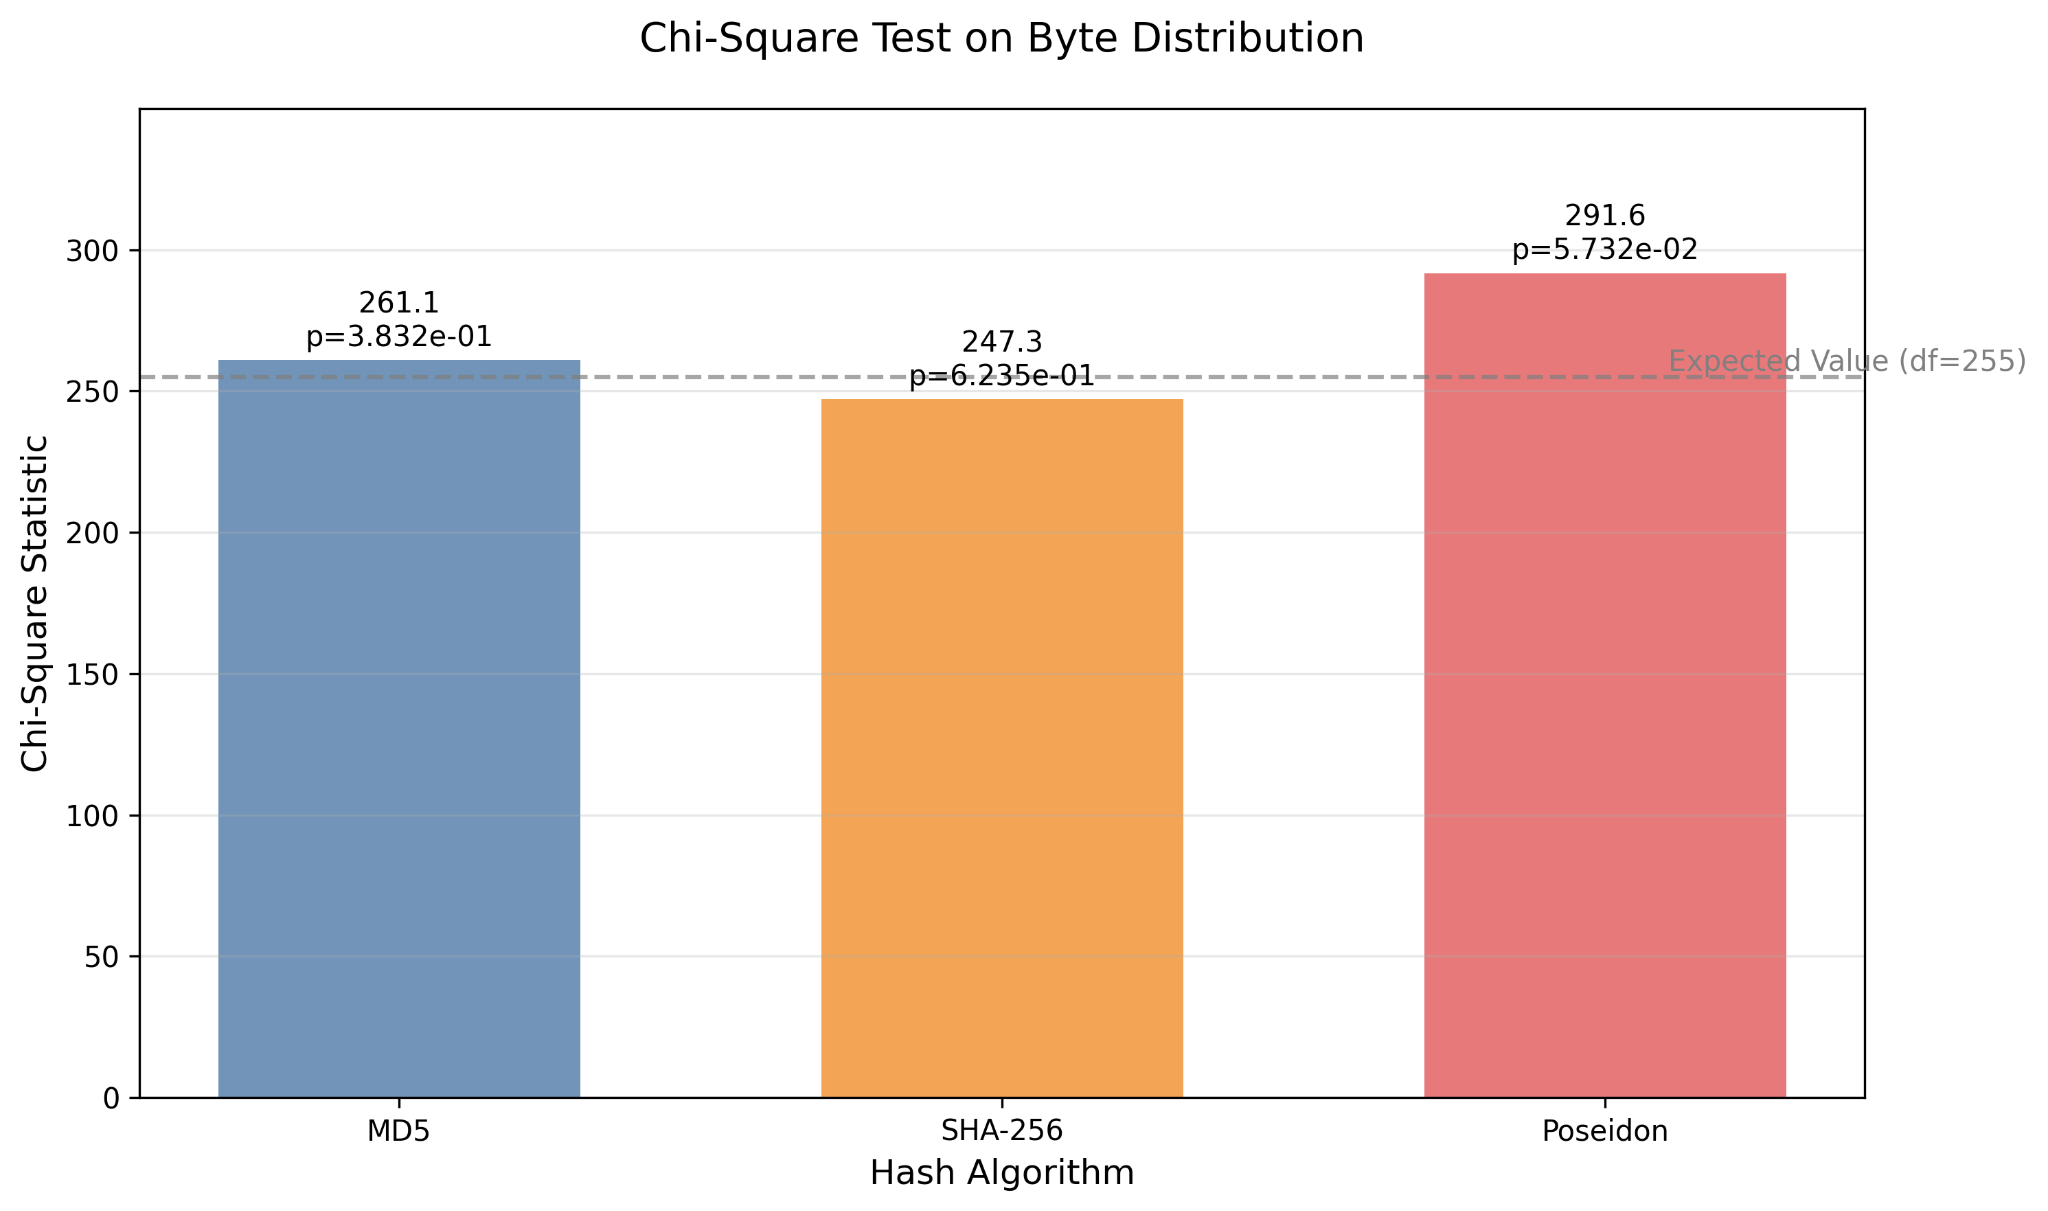 Chi-Square Test on Byte Distribution
Chi-Square Statistic
300
250
200
150
100
50
0
261.1
p=3.832e-01
247.3
p=6.235e-01
291.6
p=5.732e-02
Expected Value (df=255)
MD5
SHA-256
Poseidon
Hash Algorithm